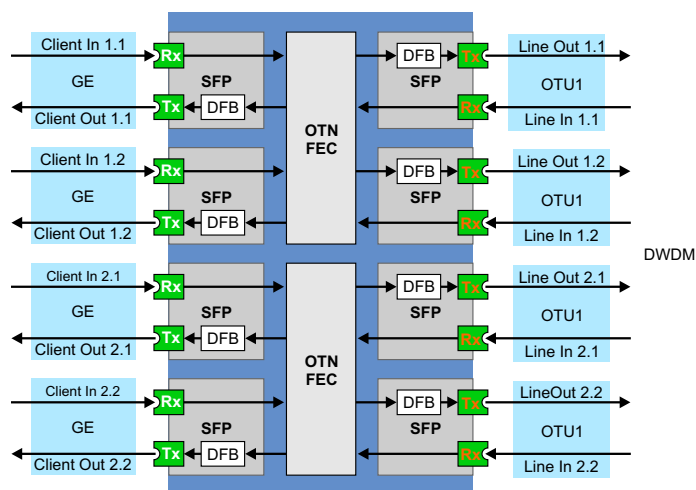 Client In 1.1
Rx
SFP
DFB
Tx
Line Out 1.1
GE
SFP
OTU1
Tx
DFB
Rx
Client Out 1.1
Line In 1.1
OTN
FEC
Client In 1.2
Rx
DFB
Tx
Line Out 1.2
GE
SFP
SFP
OTU1
Tx
DFB
Rx
Client Out 1.2
Line In 1.2
DWDM
Client In 2.1
Rx
DFB
Tx
Line Out 2.1
GE
SFP
SFP
OTU1
Tx
DFB
Rx
Client Out 2.1
Line In 2.1
OTN
FEC
Client In 2.2
Rx
DFB
Tx
LineOut 2.2
GE
SFP
SFP
OTU1
Tx
DFB
Rx
Client Out 2.2
Line In 2.2